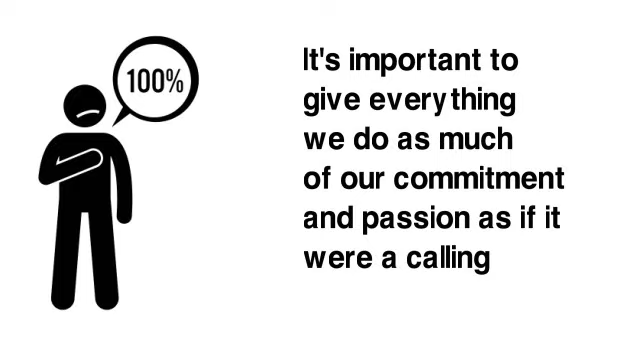 100%
It's important to
give everything
we do as much
of our commitment
and passion as if it
were a calling